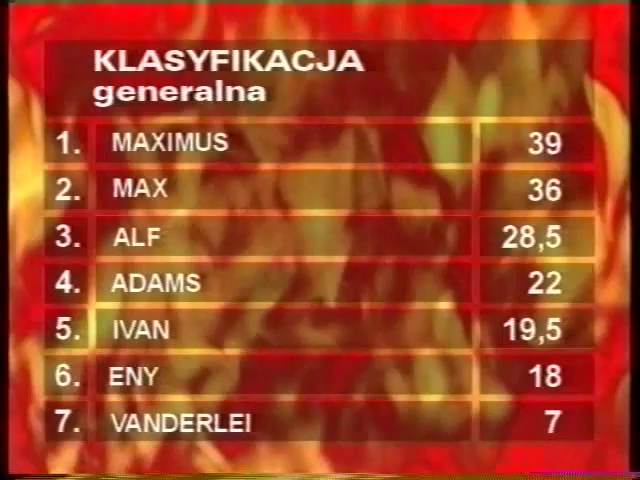 KLASYFIKACJA
generalna
1. MAXIMUS 39
2. MAX 36
3. ALF 28,5
4. ADAMS 22
5. IVAN 19,5
6. ENY 18
7. VANDERLEI 7